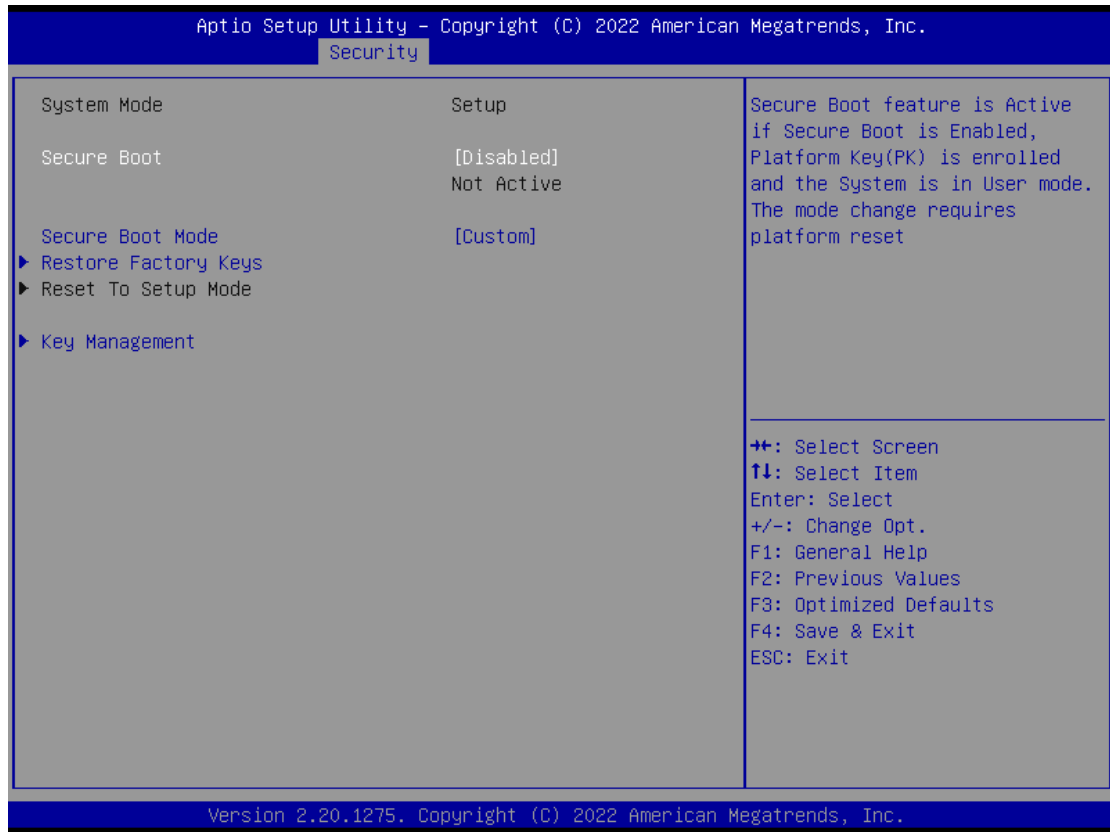 Aptio Setup Utility – Copyright (C) 2022 American Megatrends, Inc.
Security
System Mode Setup
Secure Boot [Disabled]
Not Active
Secure Boot Mode [Custom]
Restore Factory Keys
Reset To Setup Mode
Key Management
Secure Boot feature is Active
if Secure Boot is Enabled,
Platform Key(PK) is enrolled
and the System is in User mode.
The mode change requires
platform reset
→←: Select Screen
↑↓: Select Item
Enter: Select
+/-: Change Opt.
F1: General Help
F2: Previous Values
F3: Optimized Defaults
F4: Save & Exit
ESC: Exit
Version 2.20.1275. Copyright (C) 2022 American Megatrends, Inc.